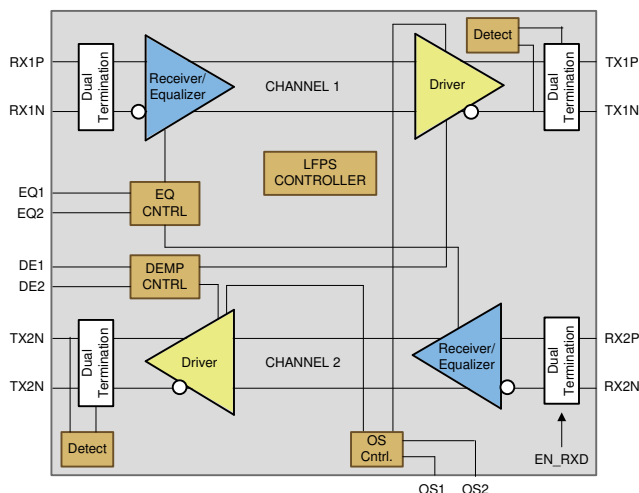 Detect
RX1P
Dual Termination
Receiver/
Equalizer
CHANNEL 1
Driver
Dual Termination
TX1P
RX1N
TX1N
LFPS
CONTROLLER
EQ1
EQ2
EQ
CNTRL
DE1
DE2
DEMP
CNTRL
TX2N
Dual Termination
Driver
CHANNEL 2
Receiver/
Equalizer
Dual Termination
RX2P
TX2N
RX2N
Detect
OS
Cntrl.
EN_RXD
OS1
OS2